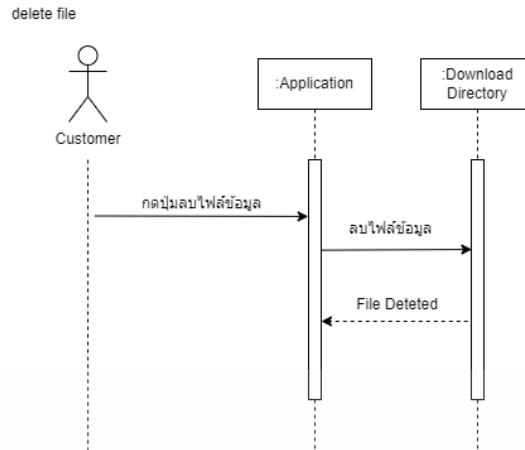 delete file
:Application
:Download
Directory
Customer
กดปุ่มลบไฟล์ข้อมูล
ลบไฟล์ข้อมูล
File Deteted